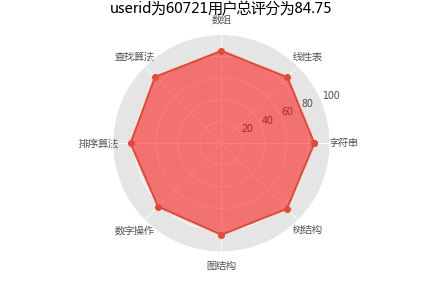 userid为60721用户总评分为84.75
数组
查找算法
线性表
100
80
60
40
20
排序算法
字符串
数字操作
树结构
图结构